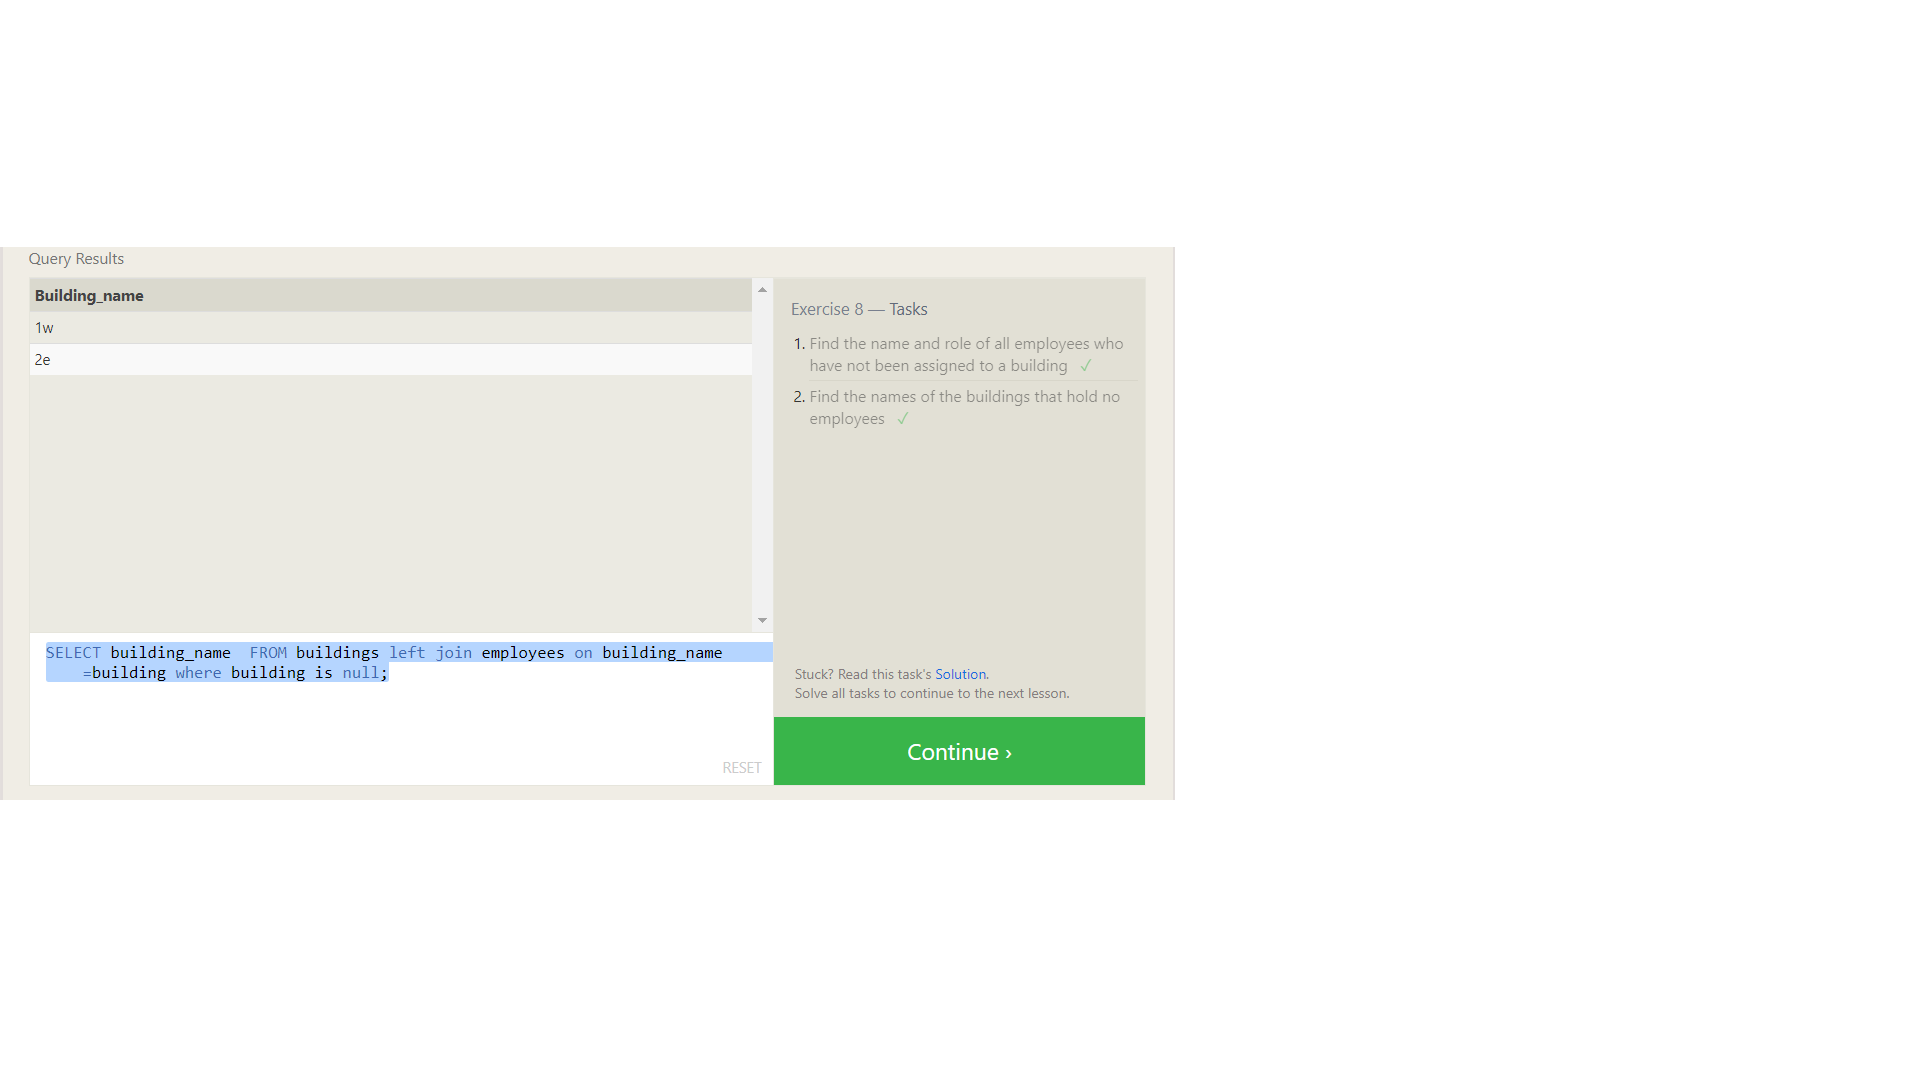 Query Results
Building_name
1w
2e
SELECT building_name  FROM buildings left join employees on building_name
=building where building is null;
RESET
Exercise 8 — Tasks
1. Find the name and role of all employees who
have not been assigned to a building ✓
2. Find the names of the buildings that hold no
employees ✓
Stuck? Read this task's Solution.
Solve all tasks to continue to the next lesson.
Continue ›